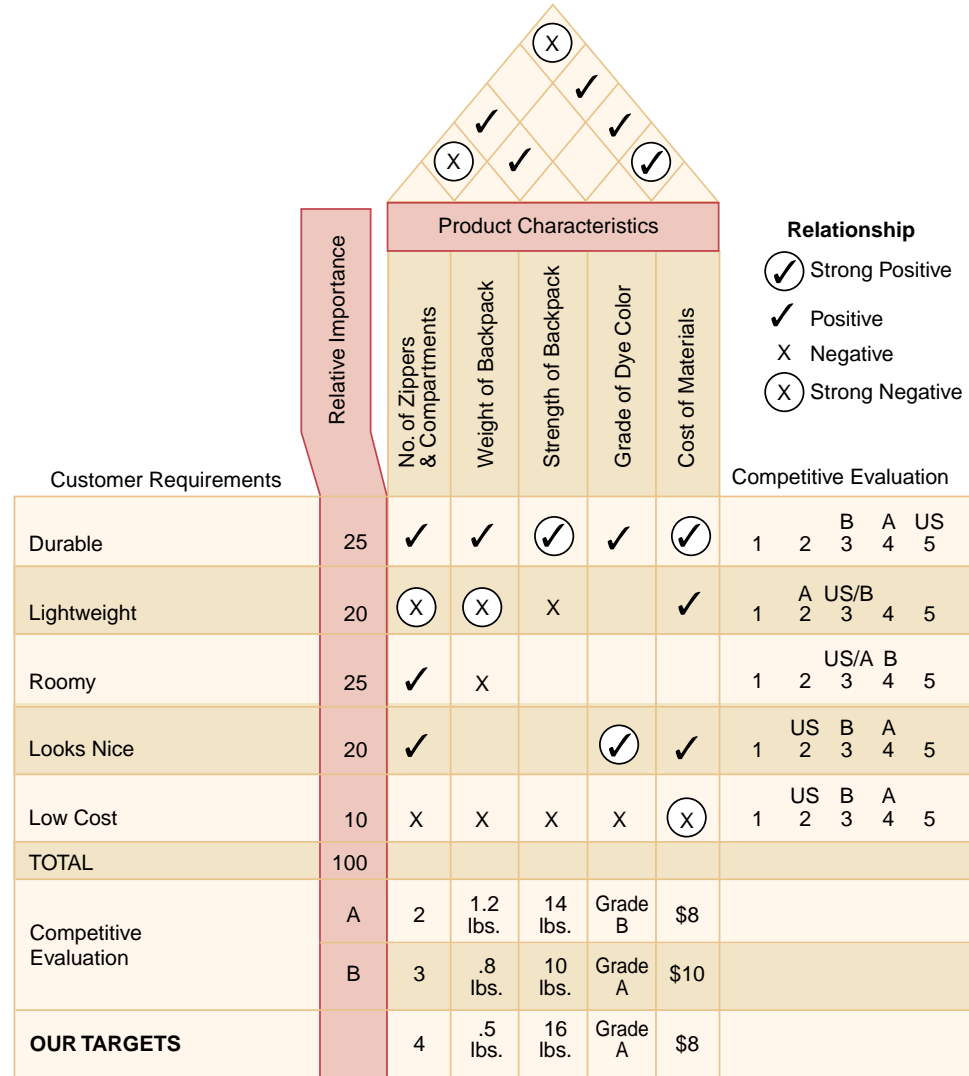 Product Characteristics
Relationship
Strong Positive
Positive
X Negative
X Strong Negative
Relative Importance
No. of Zippers
& Compartments
Weight of Backpack
Strength of Backpack
Grade of Dye Color
Cost of Materials
Customer Requirements
Competitive Evaluation
Durable 25 ✓ ✓ ✓ ✓ ✓
B A US
1 2 3 4 5
Lightweight 20 X X X ✓
A US/B
1 2 3 4 5
Roomy 25 ✓ X
US/A B
1 2 3 4 5
Looks Nice 20 ✓ ✓ ✓
US B A
1 2 3 4 5
Low Cost 10 X X X X X
US B A
1 2 3 4 5
TOTAL 100
Competitive
Evaluation
A 2 1.2 lbs. 14 lbs. Grade B $8
B 3 .8 lbs. 10 lbs. Grade A $10
OUR TARGETS 4 .5 lbs. 16 lbs. Grade A $8